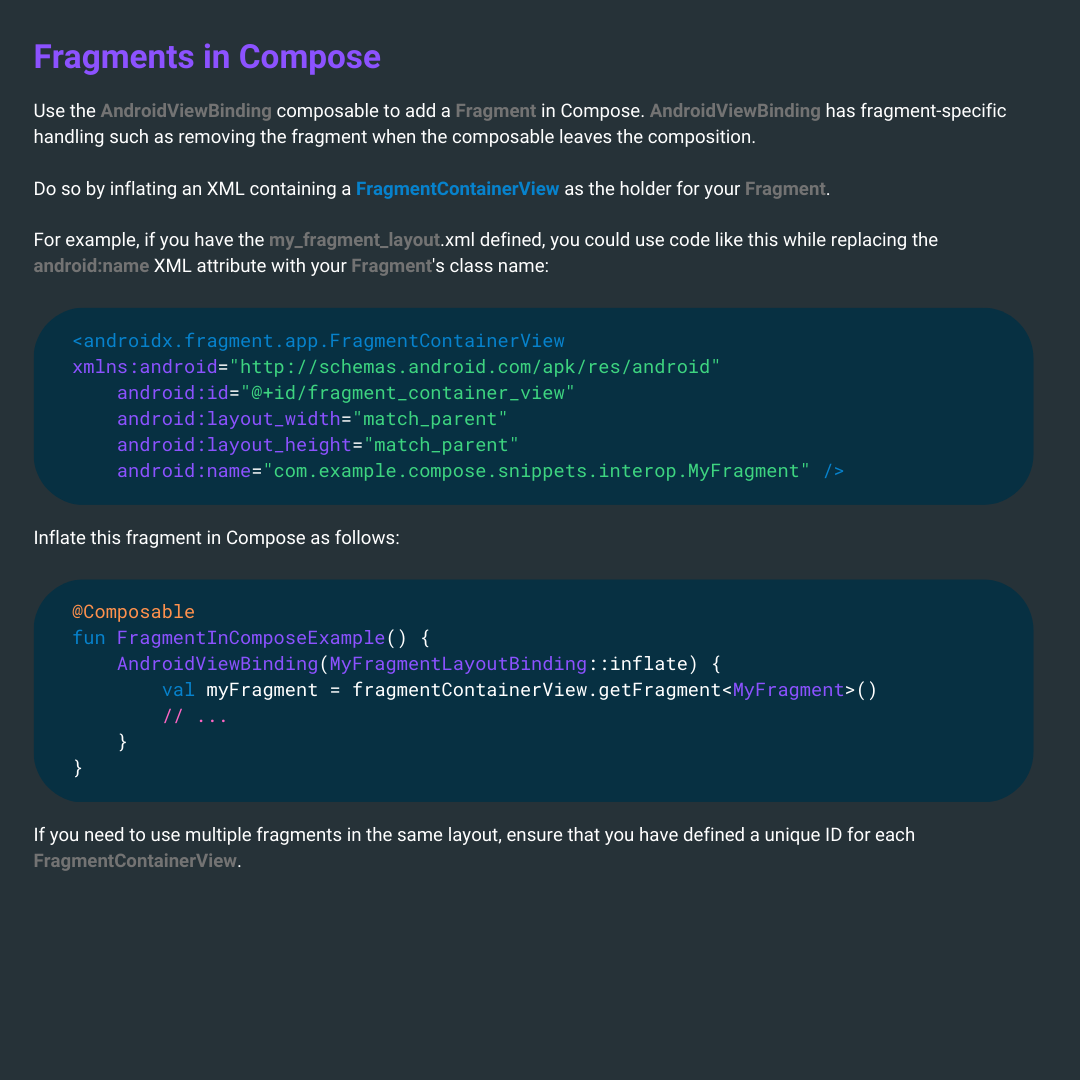 Fragments in Compose
Use the AndroidViewBinding composable to add a Fragment in Compose. AndroidViewBinding has fragment-specific
handling such as removing the fragment when the composable leaves the composition.
Do so by inflating an XML containing a FragmentContainerView as the holder for your Fragment.
For example, if you have the my_fragment_layout.xml defined, you could use code like this while replacing the
android:name XML attribute with your Fragment's class name:
<androidx.fragment.app.FragmentContainerView
xmlns:android="http://schemas.android.com/apk/res/android"
    android:id="@+id/fragment_container_view"
    android:layout_width="match_parent"
    android:layout_height="match_parent"
    android:name="com.example.compose.snippets.interop.MyFragment" />
Inflate this fragment in Compose as follows:
@Composable
fun FragmentInComposeExample() {
    AndroidViewBinding(MyFragmentLayoutBinding::inflate) {
        val myFragment = fragmentContainerView.getFragment<MyFragment>()
        // ...
    }
}
If you need to use multiple fragments in the same layout, ensure that you have defined a unique ID for each
FragmentContainerView.